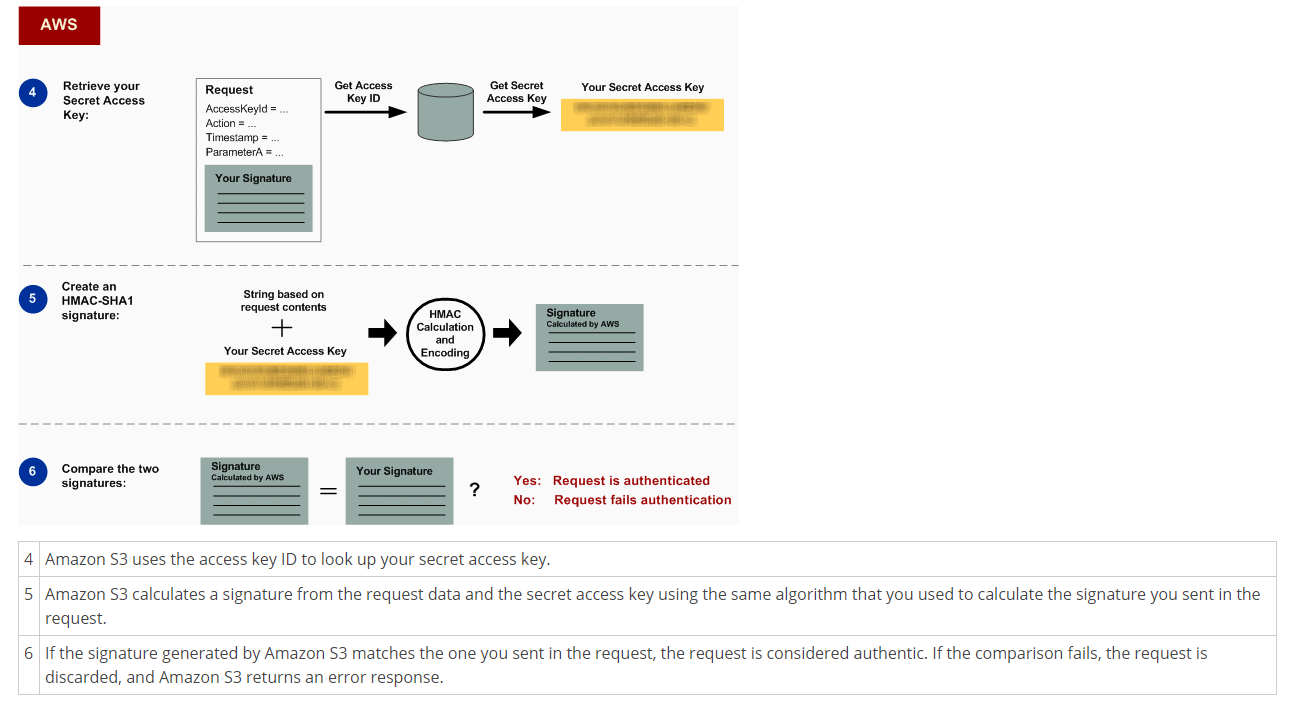 AWS
4
Retrieve your
Secret Access
Key:
Request
AccessKeyId = ...
Action = ...
Timestamp = ...
ParameterA = ...
Your Signature
Get Access
Key ID
Get Secret
Access Key
Your Secret Access Key
5
Create an
HMAC-SHA1
signature:
String based on
request contents
+
Your Secret Access Key
HMAC
Calculation
and
Encoding
Signature
Calculated by AWS
6
Compare the two
signatures:
Signature
Calculated by AWS
=
Your Signature
?
Yes: Request is authenticated
No: Request fails authentication
4 Amazon S3 uses the access key ID to look up your secret access key.
5 Amazon S3 calculates a signature from the request data and the secret access key using the same algorithm that you used to calculate the signature you sent in the
request.
6 If the signature generated by Amazon S3 matches the one you sent in the request, the request is considered authentic. If the comparison fails, the request is
discarded, and Amazon S3 returns an error response.